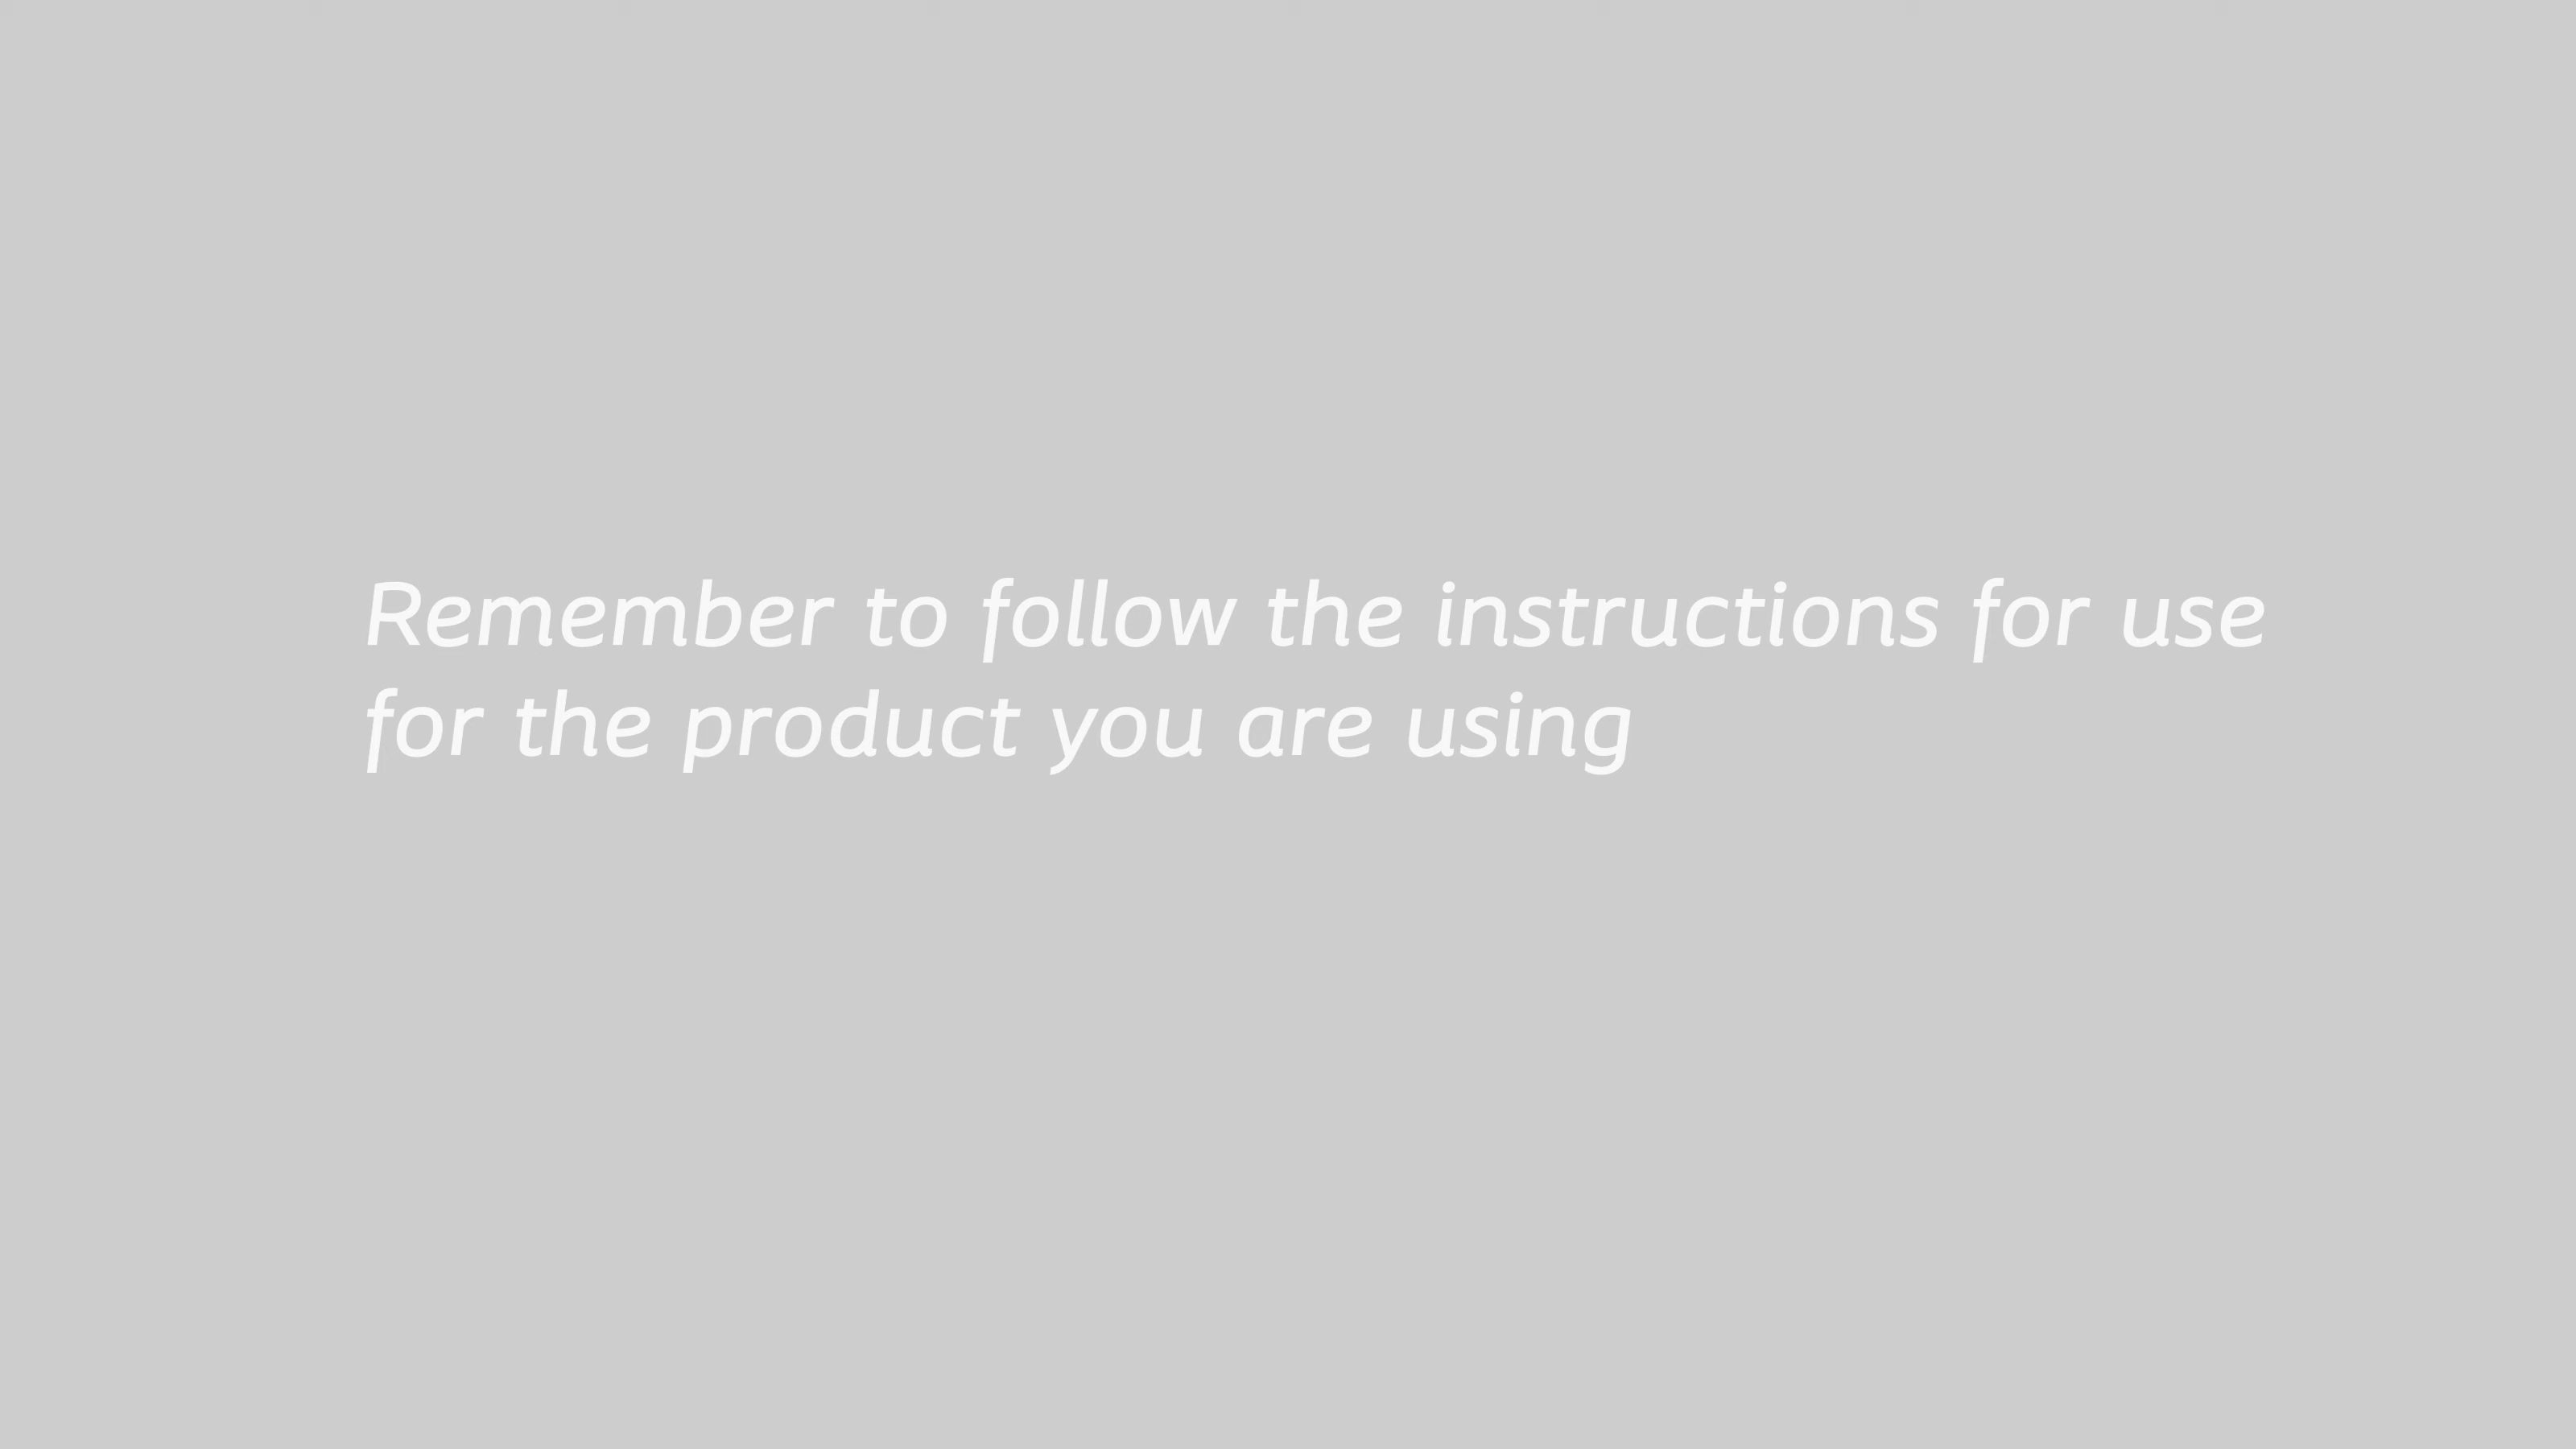 Remember to follow the instructions for use
for the product you are using